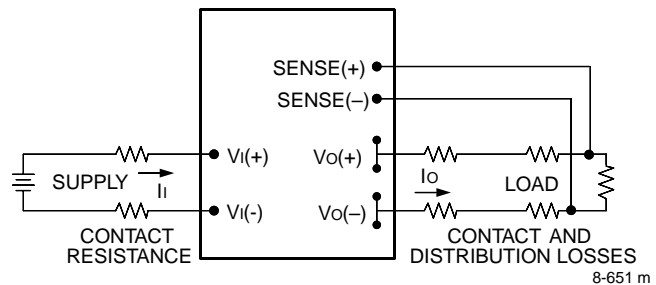 SENSE(+)
SENSE(–)
VI(+)
VO(+)
SUPPLY
II
IO
LOAD
VI(-)
VO(–)
CONTACT
RESISTANCE
CONTACT AND
DISTRIBUTION LOSSES
8-651 m